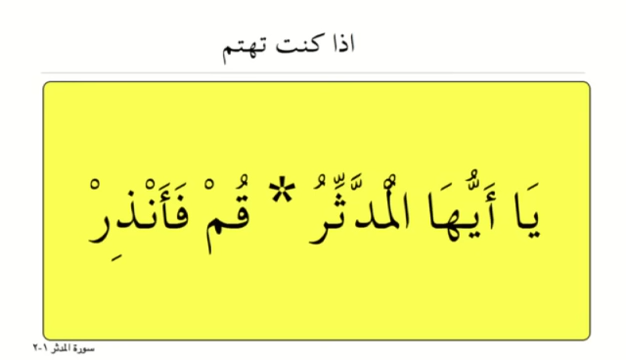 اذا كنت تهتم
يَا أَيُّهَا الْمُدَّثِّرُ * قُمْ فَأَنْذِرْ
سورة المدثر ١-٢